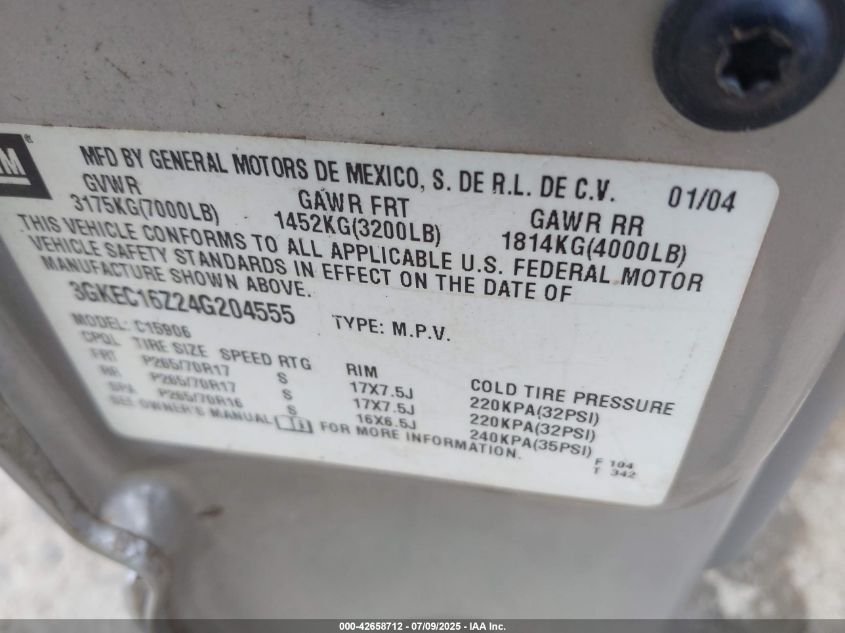 GM®
MFD BY GENERAL MOTORS DE MEXICO, S. DE R.L. DE C.V. 01/04
GVWR GAWR FRT GAWR RR
3175KG(7000LB) 1452KG(3200LB) 1814KG(4000LB)
THIS VEHICLE CONFORMS TO ALL APPLICABLE U.S. FEDERAL MOTOR
VEHICLE SAFETY STANDARDS IN EFFECT ON THE DATE OF
MANUFACTURE SHOWN ABOVE.
3GKEC16Z24G204555 TYPE: M.P.V.
MODEL: C15906
CPQL TIRE SIZE SPEED RTG RIM COLD TIRE PRESSURE
FRT P265/70R17 S 17X7.5J 220KPA(32PSI)
RR P265/70R17 S 17X7.5J 220KPA(32PSI)
SPA P265/70R16 S 16X6.5J 240KPA(35PSI)
SEE OWNER'S MANUAL FOR MORE INFORMATION.
F 104
T 342
000-42658712 - 07/09/2025 - IAA Inc.